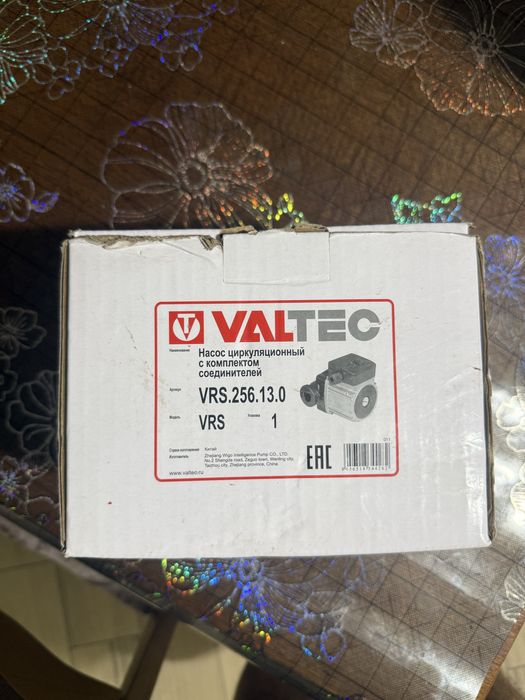 VALTEC
Наименование
Насос циркуляционный
с комплектом
соединителей
Артикул
VRS.256.13.0
Модель
VRS
Упаковка
1
011
Страна-изготовления
Китай
Изготовитель
Zhejiang Wigo Intelligence Pump CO., LTD.
No.2 Shengda road, Zeguo town, Wenling city,
Taizhou city, Zhejiang province, China
www.valtec.ru
EAC